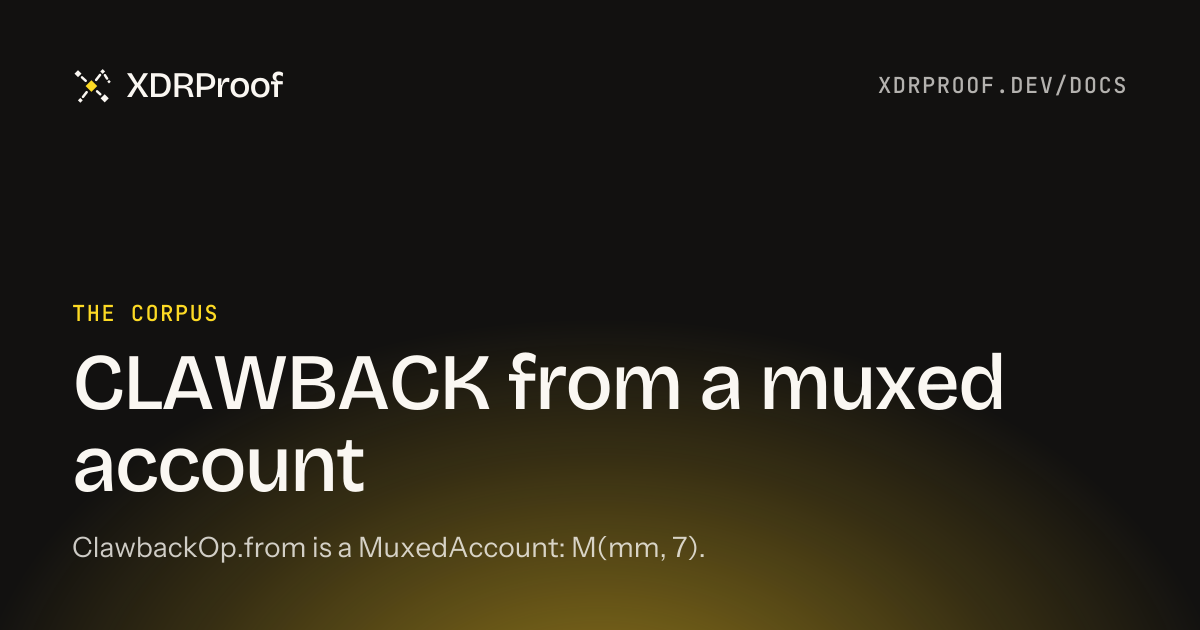 XDRProof
XDRPROOF.DEV/DOCS
THE CORPUS
CLAWBACK from a muxed
account
ClawbackOp.from is a MuxedAccount: M(mm, 7).